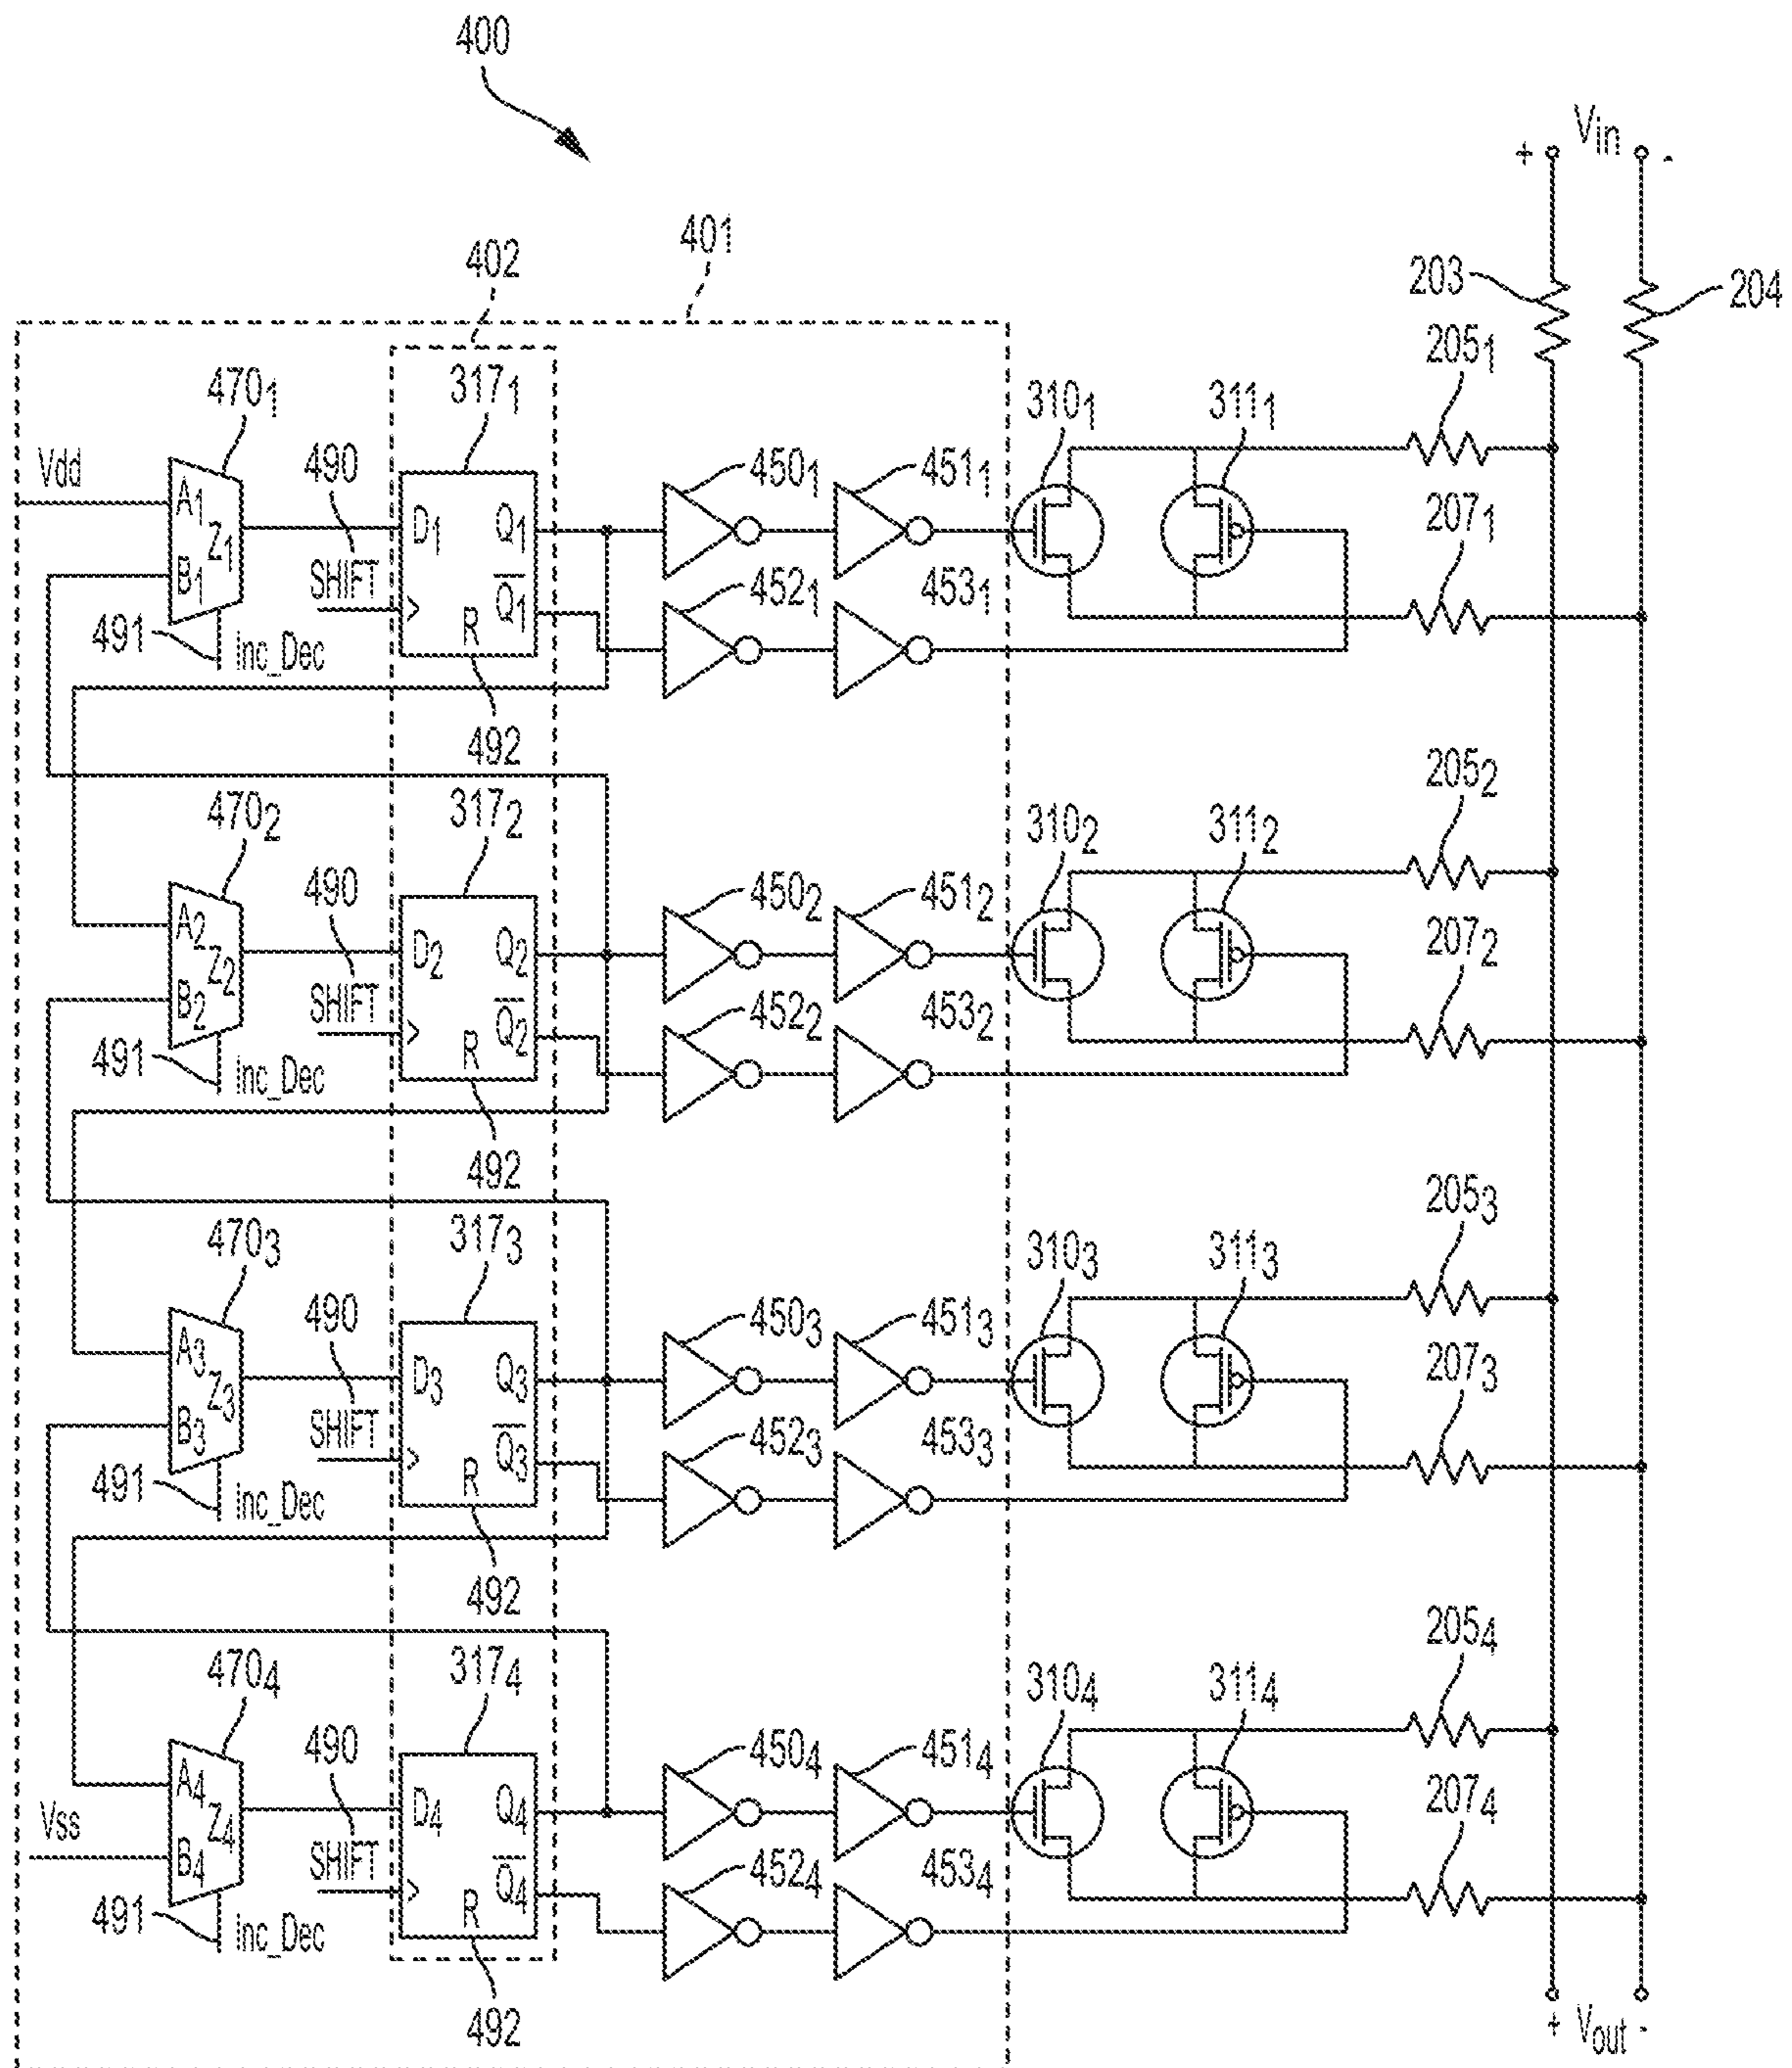 400
Vin
+ -
401
402
203
204
205₁
470₁
317₁
310₁
311₁
Vdd
490
450₁
451₁
A₁
Z₁
B₁
D₁
Q₁
Q̅₁
207₁
SHIFT
R
452₁
453₁
491
Inc_Dec
492
205₂
470₂
317₂
310₂
311₂
490
450₂
451₂
A₂
Z₂
B₂
D₂
Q₂
Q̅₂
207₂
SHIFT
R
452₂
453₂
491
Inc_Dec
492
205₃
470₃
317₃
310₃
311₃
490
450₃
451₃
A₃
Z₃
B₃
D₃
Q₃
Q̅₃
207₃
SHIFT
R
452₃
453₃
491
Inc_Dec
492
205₄
470₄
317₄
310₄
311₄
490
450₄
451₄
A₄
Z₄
B₄
D₄
Q₄
Q̅₄
207₄
Vss
SHIFT
R
452₄
453₄
491
Inc_Dec
492
+ Vout -